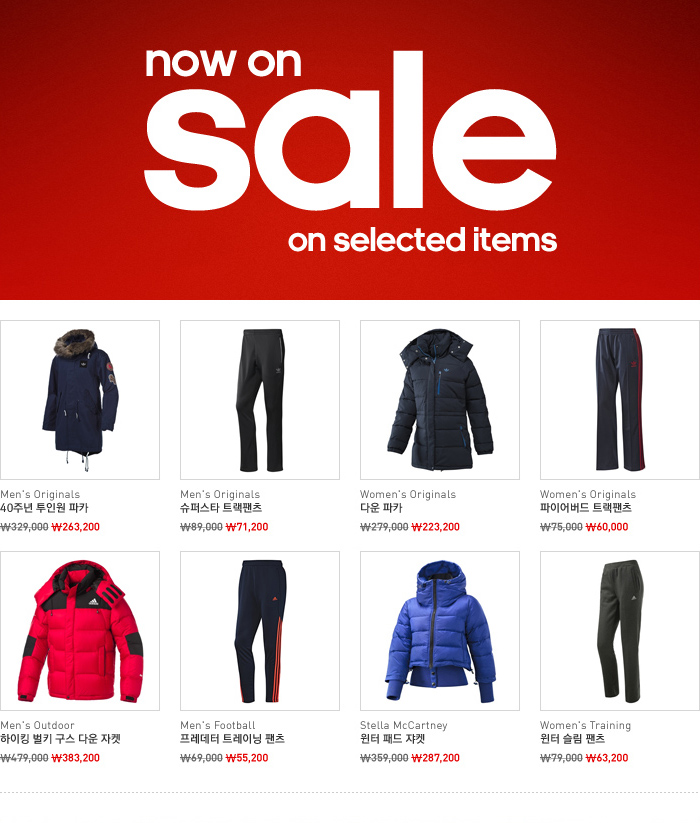 now on
sale
on selected items
Men's Originals
40주년 투인원 파카
₩329,000 ₩263,200
Men's Originals
슈퍼스타 트랙팬츠
₩89,000 ₩71,200
Women's Originals
다운 파카
₩279,000 ₩223,200
Women's Originals
파이어버드 트랙팬츠
₩75,000 ₩60,000
Men's Outdoor
하이킹 벌키 구스 다운 자켓
₩479,000 ₩383,200
Men's Football
프레데터 트레이닝 팬츠
₩69,000 ₩55,200
Stella McCartney
윈터 패드 쟈켓
₩359,000 ₩287,200
Women's Training
윈터 슬림 팬츠
₩79,000 ₩63,200